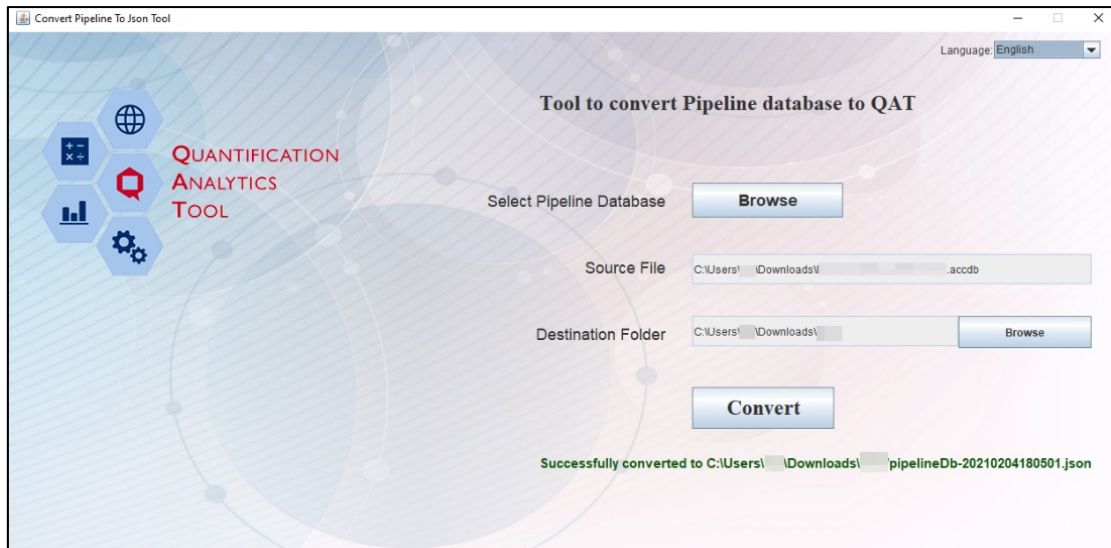 Convert Pipeline To Json Tool
Language: English
Tool to convert Pipeline database to QAT
QUANTIFICATION
ANALYTICS
TOOL
Select Pipeline Database Browse
Source File C:\Users\ \Downloads\ .accdb
Destination Folder C:\Users\ \Downloads\ Browse
Convert
Successfully converted to C:\Users\ \Downloads\ /pipelineDb-20210204180501.json